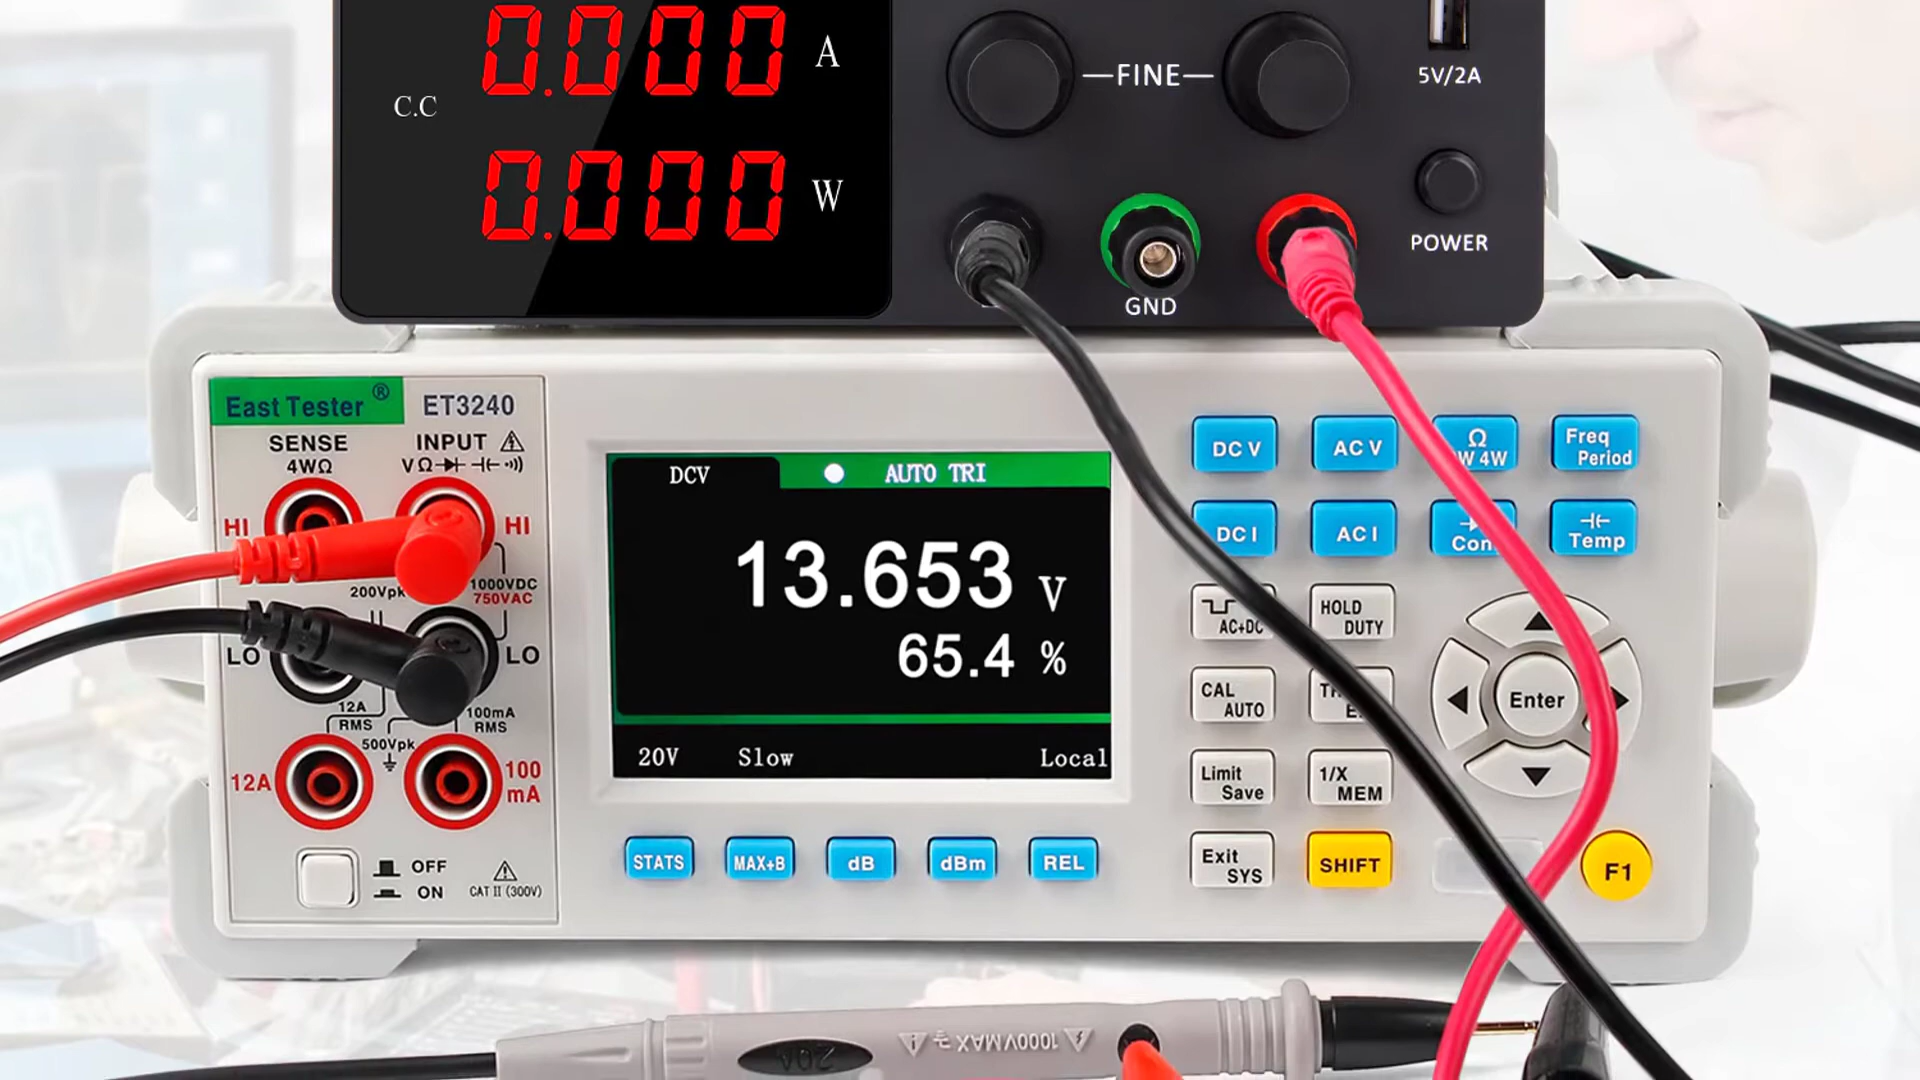 0.000 A
C.C
0.000 W
FINE
5V/2A
POWER
GND
East Tester ®
ET3240
SENSE
4WΩ
INPUT
VΩ
HI
HI
200Vpk
1000VDC
750VAC
LO
LO
12A
RMS
100mA
RMS
500Vpk
12A
100
mA
OFF
ON
CAT II (300V)
DCV
AUTO TRI
13.653 V
65.4 %
20V Slow Local
STATS
MAX+B
dB
dBm
REL
DC V
AC V
Ω
W 4W
Freq
Period
DC I
AC I
Con
Temp
AC+DC
HOLD
DUTY
CAL
AUTO
Enter
Limit
Save
1/X
MEM
Exit
SYS
SHIFT
F1
1000VMAX
20A